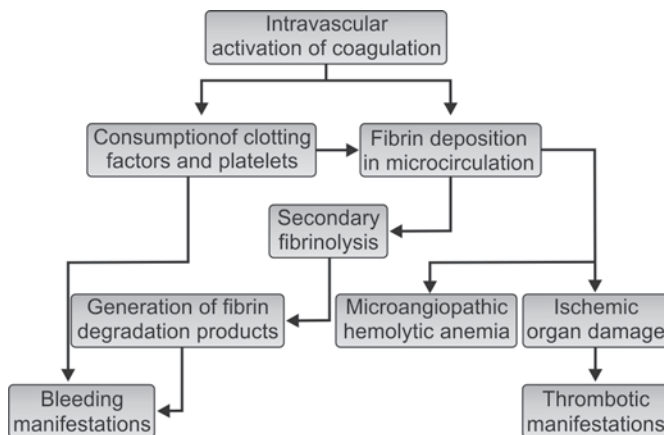 Intravascular
activation of coagulation
Consumptionof clotting
factors and platelets
Fibrin deposition
in microcirculation
Secondary
fibrinolysis
Generation of fibrin
degradation products
Microangiopathic
hemolytic anemia
Ischemic
organ damage
Bleeding
manifestations
Thrombotic
manifestations